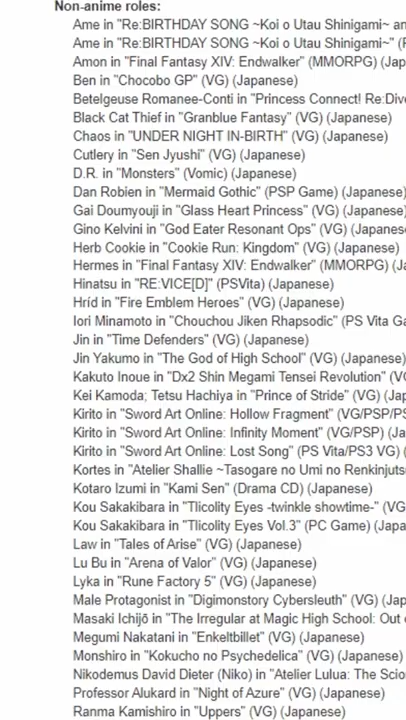 Non-anime roles:
Ame in "Re:BIRTHDAY SONG ~Koi o Utau Shinigami~ an
Ame in "Re:BIRTHDAY SONG ~Koi o Utau Shinigami~" (
Amon in "Final Fantasy XIV: Endwalker" (MMORPG) (Jap
Ben in "Chocobo GP" (VG) (Japanese)
Betelgeuse Romanee-Conti in "Princess Connect! Re:Dive
Black Cat Thief in "Granblue Fantasy" (VG) (Japanese)
Chaos in "UNDER NIGHT IN-BIRTH" (VG) (Japanese)
Cutlery in "Sen Jyushi" (VG) (Japanese)
D.R. in "Monsters" (Vomic) (Japanese)
Dan Robien in "Mermaid Gothic" (PSP Game) (Japanese)
Gai Doumyouji in "Glass Heart Princess" (VG) (Japanese)
Gino Kelvini in "God Eater Resonant Ops" (VG) (Japanes
Herb Cookie in "Cookie Run: Kingdom" (VG) (Japanese)
Hermes in "Final Fantasy XIV: Endwalker" (MMORPG) (Ja
Hinatsu in "RE:VICE[D]" (PSVita) (Japanese)
Hríd in "Fire Emblem Heroes" (VG) (Japanese)
Iori Minamoto in "Chouchou Jiken Rhapsodic" (PS Vita Ga
Jin in "Time Defenders" (VG) (Japanese)
Jin Yakumo in "The God of High School" (VG) (Japanese)
Kakuto Inoue in "Dx2 Shin Megami Tensei Revolution" (VG
Kei Kamoda; Tetsu Hachiya in "Prince of Stride" (VG) (Jap
Kirito in "Sword Art Online: Hollow Fragment" (VG/PSP/PS
Kirito in "Sword Art Online: Infinity Moment" (VG/PSP) (Ja
Kirito in "Sword Art Online: Lost Song" (PS Vita/PS3 VG) (
Kortes in "Atelier Shallie ~Tasogare no Umi no Renkinjuts
Kotaro Izumi in "Kami Sen" (Drama CD) (Japanese)
Kou Sakakibara in "TIicolity Eyes -twinkle showtime-" (VG
Kou Sakakibara in "TIicolity Eyes Vol.3" (PC Game) (Japa
Law in "Tales of Arise" (VG) (Japanese)
Lu Bu in "Arena of Valor" (VG) (Japanese)
Lyka in "Rune Factory 5" (VG) (Japanese)
Male Protagonist in "Digimonstory Cybersleuth" (VG) (Jap
Masaki Ichijō in "The Irregular at Magic High School: Out o
Megumi Nakatani in "Enkeltbillet" (VG) (Japanese)
Monshiro in "Kokucho no Psychedelica" (VG) (Japanese)
Nikodemus David Dieter (Niko) in "Atelier Lulua: The Scio
Professor Alukard in "Night of Azure" (VG) (Japanese)
Ranma Kamishiro in "Uppers" (VG) (Japanese)